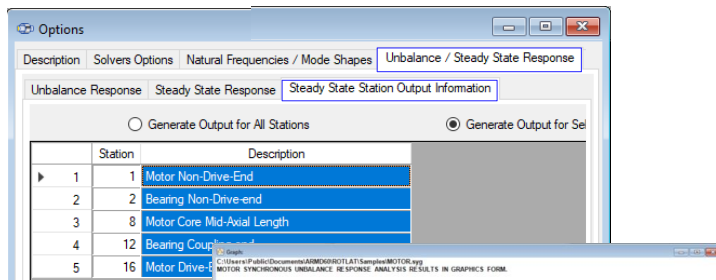 Options
Description Solvers Options Natural Frequencies / Mode Shapes Unbalance / Steady State Response
Unbalance Response Steady State Response Steady State Station Output Information
Generate Output for All Stations Generate Output for Sel
Station Description
1 1 Motor Non-Drive-End
2 2 Bearing Non-Drive-end
3 8 Motor Core Mid-Axial Length
4 12 Bearing Coupling-end
5 16 Motor Drive-E
Graph:
C:\Users\Public\Documents\ARMD60\ROTLAT\Samples\MOTOR.syg
MOTOR SYNCHRONOUS UNBALANCE RESPONSE ANALYSIS RESULTS IN GRAPHICS FORM.